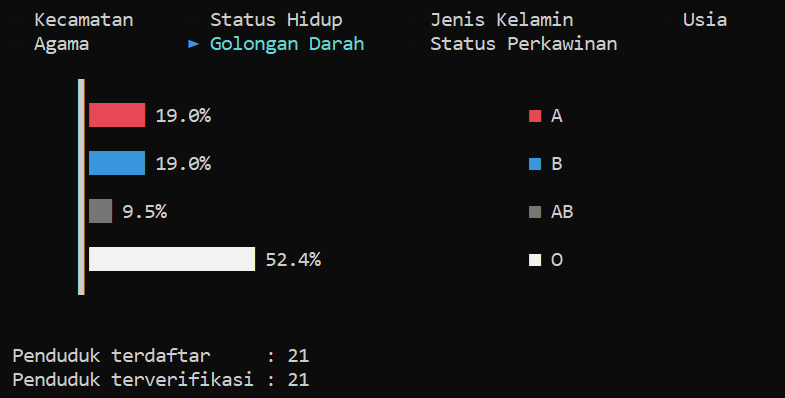 Kecamatan Status Hidup Jenis Kelamin Usia
Agama ► Golongan Darah Status Perkawinan
19.0% ■ A
19.0% ■ B
9.5% ■ AB
52.4% ■ O
Penduduk terdaftar : 21
Penduduk terverifikasi : 21